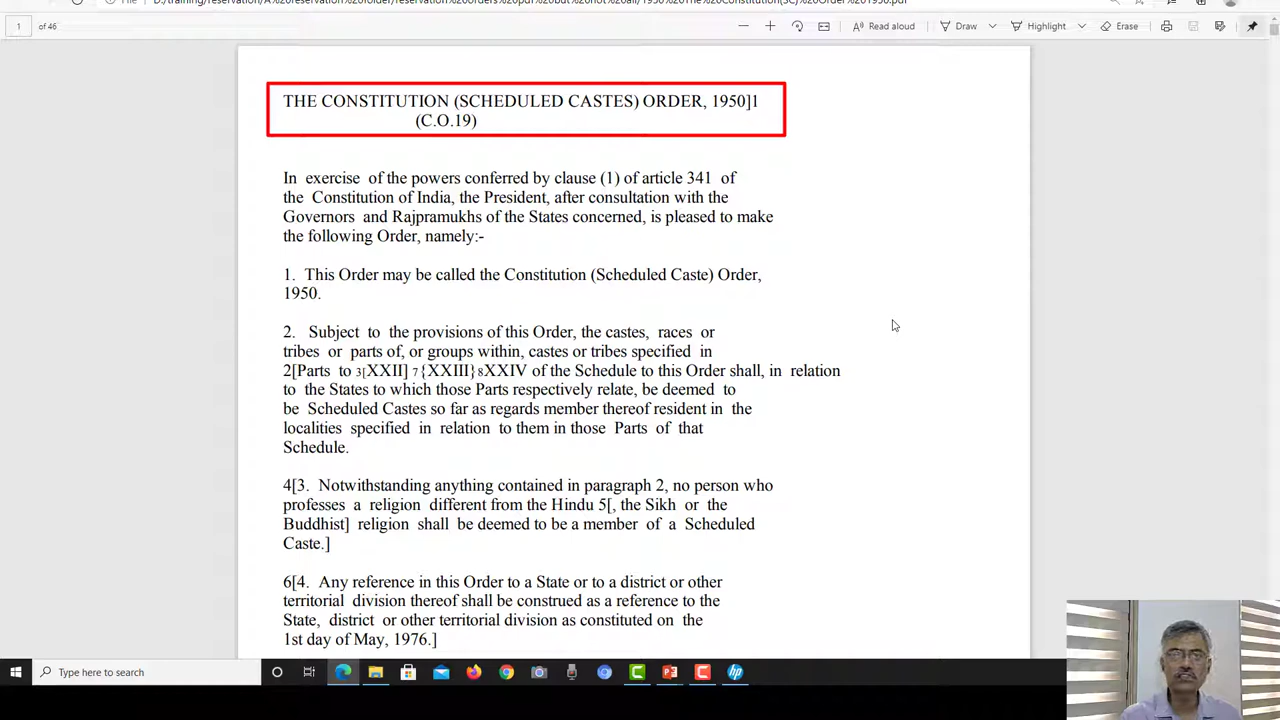 1 of 46
Read aloud
Draw
Highlight
Erase
THE CONSTITUTION (SCHEDULED CASTES) ORDER, 1950]1
(C.O.19)
In exercise of the powers conferred by clause (1) of article 341 of
the Constitution of India, the President, after consultation with the
Governors and Rajpramukhs of the States concerned, is pleased to make
the following Order, namely:-
1. This Order may be called the Constitution (Scheduled Caste) Order,
1950.
2. Subject to the provisions of this Order, the castes, races or
tribes or parts of, or groups within, castes or tribes specified in
2[Parts to 3[XXII] 7{XXIII}8XXIV of the Schedule to this Order shall, in relation
to the States to which those Parts respectively relate, be deemed to
be Scheduled Castes so far as regards member thereof resident in the
localities specified in relation to them in those Parts of that
Schedule.
4[3. Notwithstanding anything contained in paragraph 2, no person who
professes a religion different from the Hindu 5[, the Sikh or the
Buddhist] religion shall be deemed to be a member of a Scheduled
Caste.]
6[4. Any reference in this Order to a State or to a district or other
territorial division thereof shall be construed as a reference to the
State, district or other territorial division as constituted on the
1st day of May, 1976.]
Type here to search